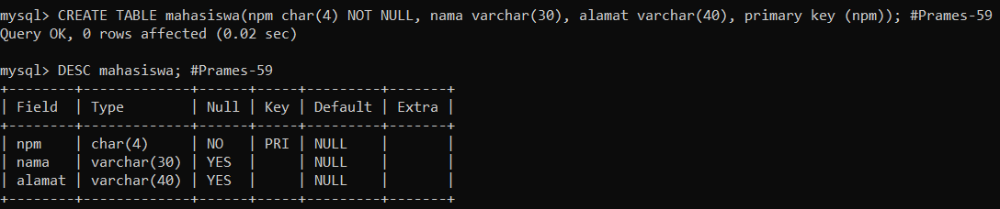 mysql> CREATE TABLE mahasiswa(npm char(4) NOT NULL, nama varchar(30), alamat varchar(40), primary key (npm)); #Prames-59
Query OK, 0 rows affected (0.02 sec)
mysql> DESC mahasiswa; #Prames-59
+--------+-------------+------+-----+---------+-------+
| Field  | Type        | Null | Key | Default | Extra |
+--------+-------------+------+-----+---------+-------+
| npm    | char(4)     | NO   | PRI | NULL    |       |
| nama   | varchar(30) | YES  |     | NULL    |       |
| alamat | varchar(40) | YES  |     | NULL    |       |
+--------+-------------+------+-----+---------+-------+